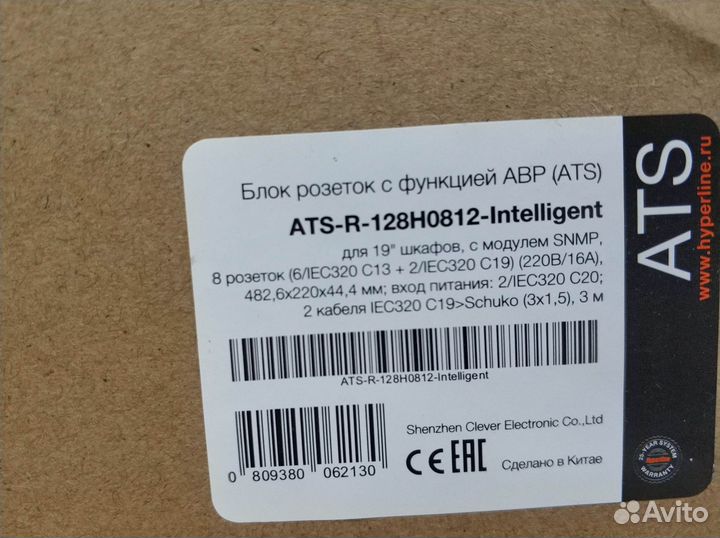 Блок розеток с функцией АВР (ATS)
ATS-R-128H0812-Intelligent
для 19" шкафов, с модулем SNMP,
8 розеток (6/IEC320 C13 + 2/IEC320 C19) (220В/16А),
482,6x220x44,4 мм; вход питания: 2/IEC320 C20;
2 кабеля IEC320 C19>Schuko (3x1,5), 3 м
ATS-R-128H0812-Intelligent
0 809380 062130
Shenzhen Clever Electronic Co.,Ltd
CE EAC
Сделано в Китае
ATS
www.hyperline.ru
25-YEAR SYSTEM
Hyperline
WARRANTY
Avito